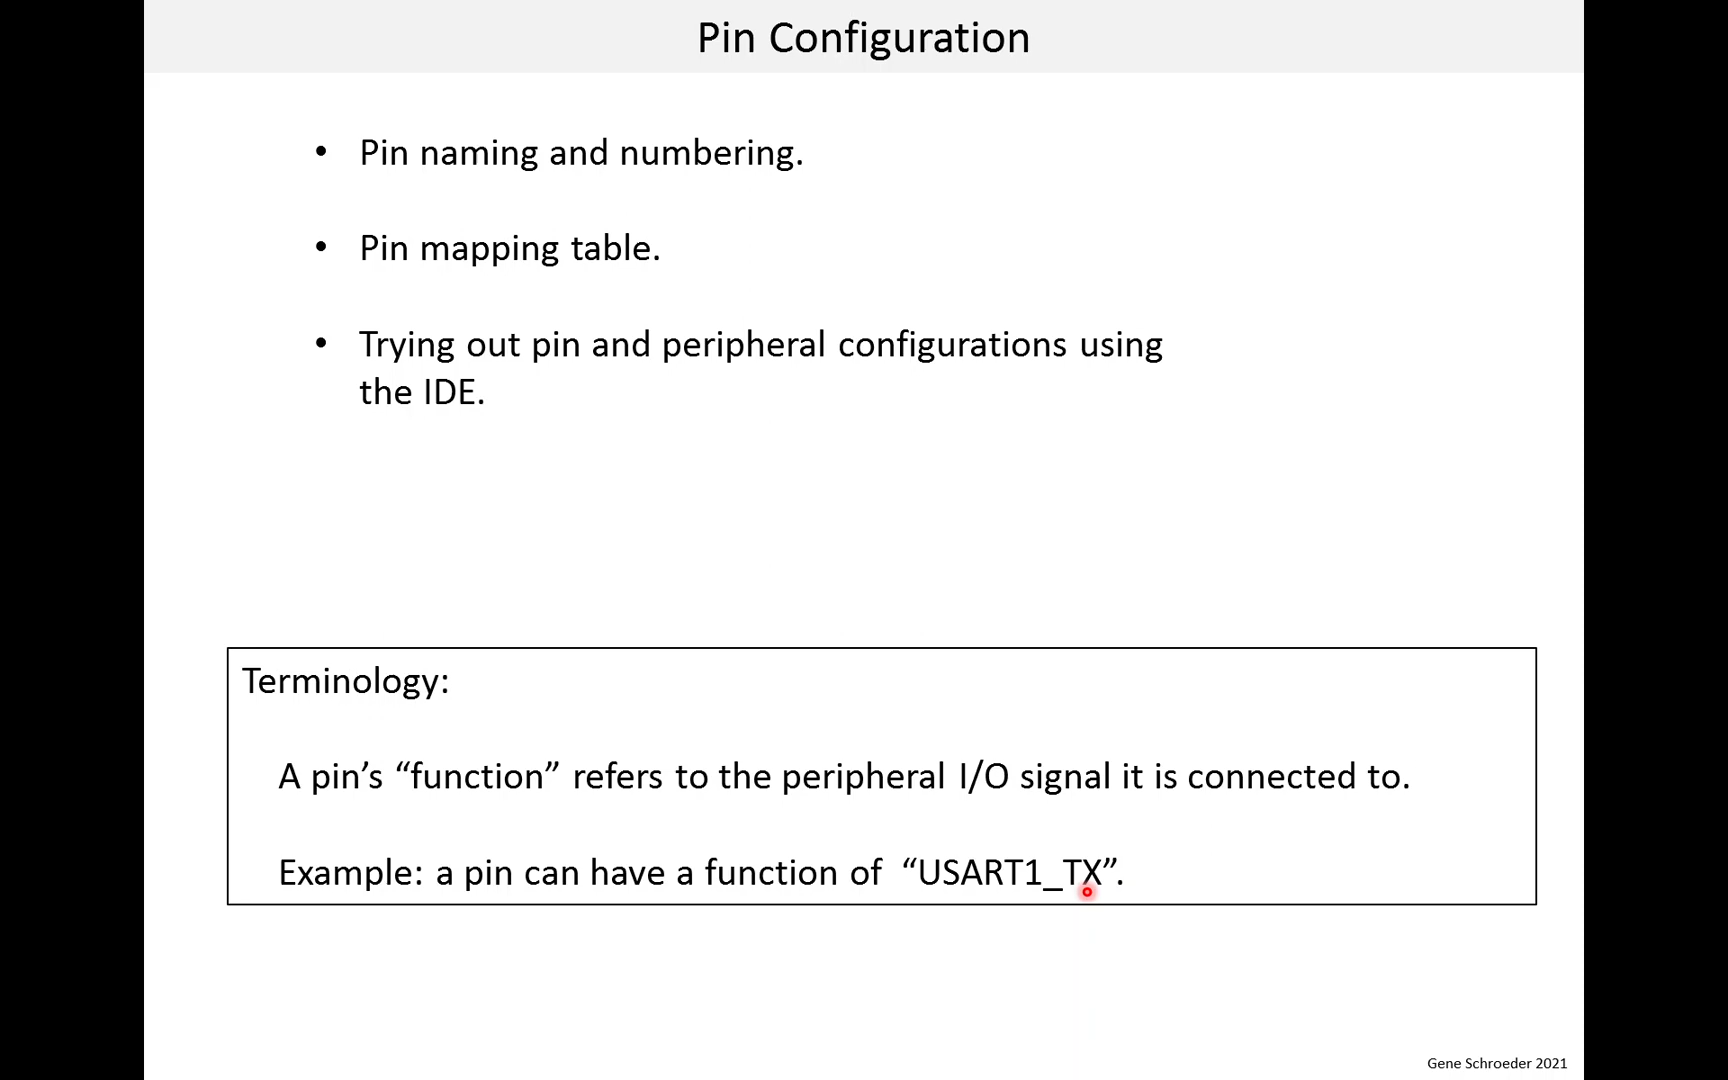 Pin Configuration
• Pin naming and numbering.
• Pin mapping table.
• Trying out pin and peripheral configurations using
the IDE.
Terminology:
A pin’s “function” refers to the peripheral I/O signal it is connected to.
Example: a pin can have a function of “USART1_TX”.
Gene Schroeder 2021